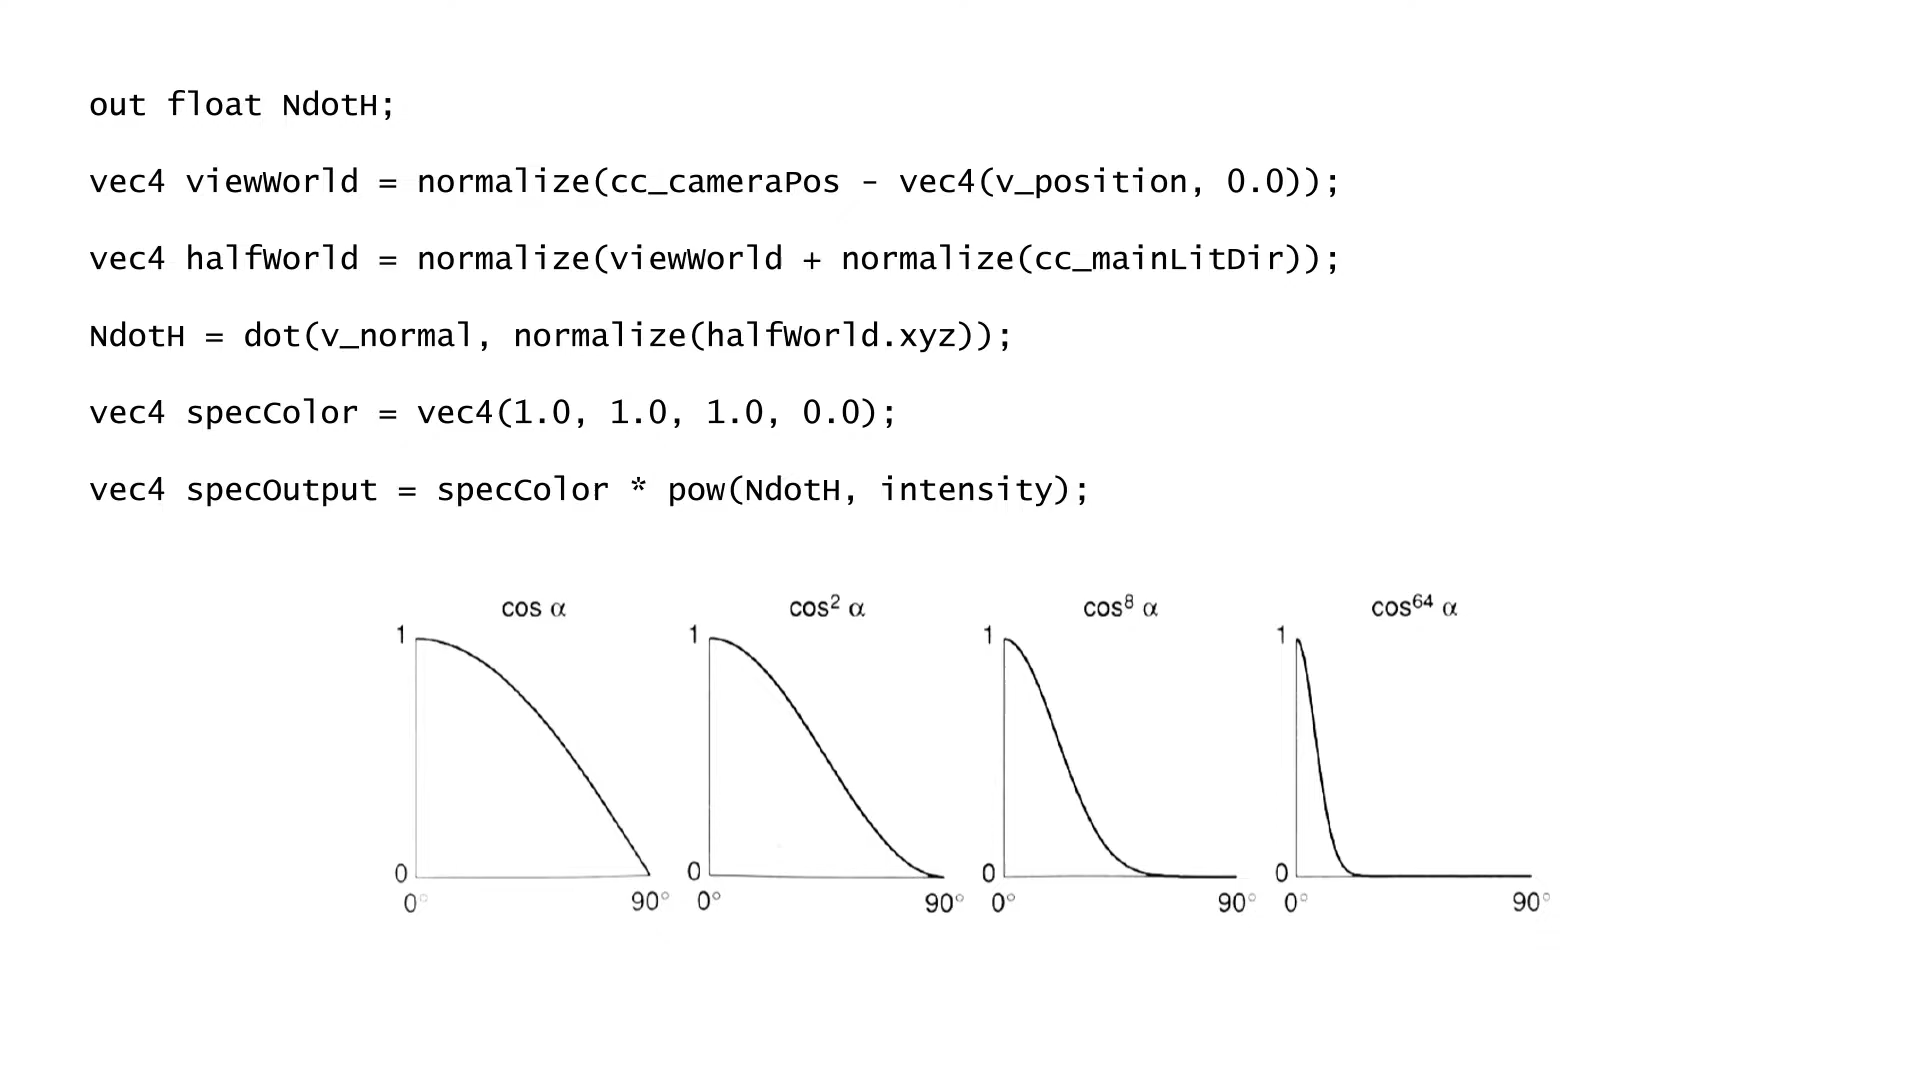 out float NdotH;
vec4 viewWorld = normalize(cc_cameraPos - vec4(v_position, 0.0));
vec4 halfWorld = normalize(viewWorld + normalize(cc_mainLitDir));
NdotH = dot(v_normal, normalize(halfWorld.xyz));
vec4 specColor = vec4(1.0, 1.0, 1.0, 0.0);
vec4 specOutput = specColor * pow(NdotH, intensity);
cos α cos² α cos⁸ α cos⁶⁴ α
1 1 1 1
0 0 0 0
0° 90° 0° 90° 0° 90° 0° 90°